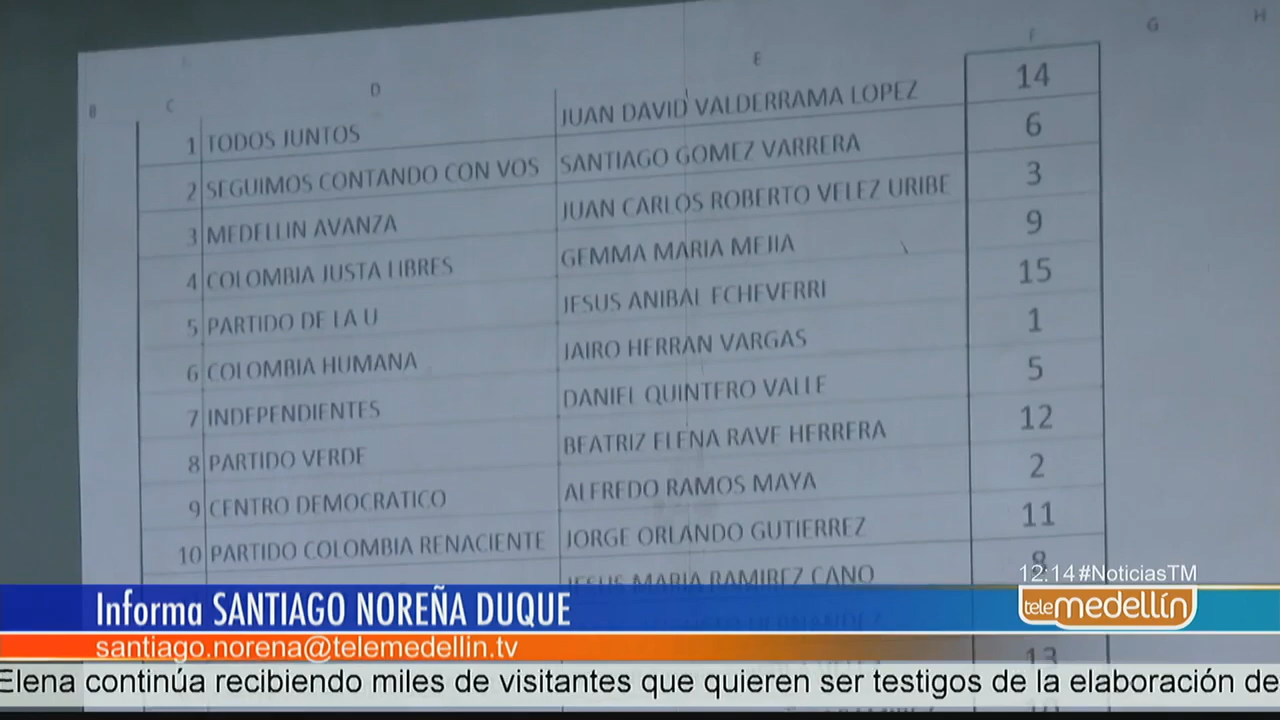 B C D E F G H
1 TODOS JUNTOS JUAN DAVID VALDERRAMA LOPEZ 14
2 SEGUIMOS CONTANDO CON VOS SANTIAGO GOMEZ VARRERA 6
3 MEDELLIN AVANZA JUAN CARLOS ROBERTO VELEZ URIBE 3
4 COLOMBIA JUSTA LIBRES GEMMA MARIA MEJIA 9
5 PARTIDO DE LA U JESUS ANIBAL ECHEVERRI 15
6 COLOMBIA HUMANA JAIRO HERRAN VARGAS 1
7 INDEPENDIENTES DANIEL QUINTERO VALLE 5
8 PARTIDO VERDE BEATRIZ ELENA RAVE HERRERA 12
9 CENTRO DEMOCRATICO ALFREDO RAMOS MAYA 2
10 PARTIDO COLOMBIA RENACIENTE JORGE ORLANDO GUTIERREZ 11
JESUS MARIA RAMIREZ CANO 8
12:14 #NoticiasTM
Informa SANTIAGO NOREÑA DUQUE
telemedellín
santiago.norena@telemedellin.tv
13
Elena continúa recibiendo miles de visitantes que quieren ser testigos de la elaboración de